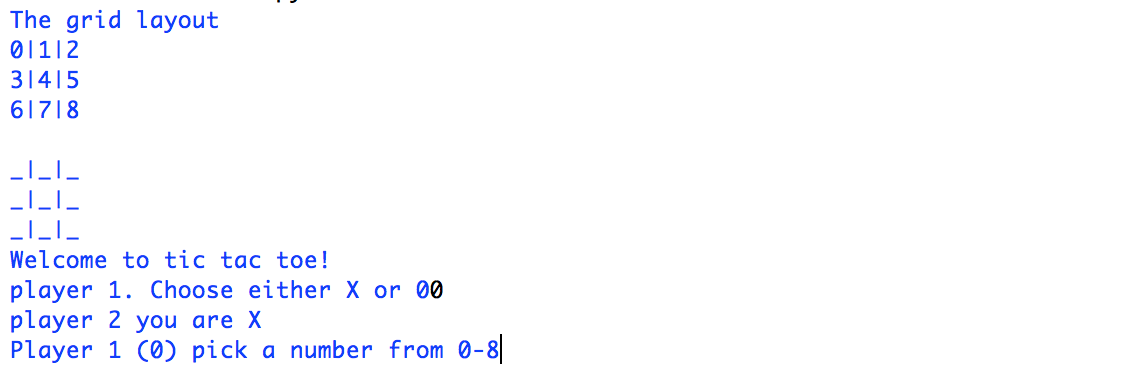 The grid layout
0|1|2
3|4|5
6|7|8
_|_|_
_|_|_
_|_|_
Welcome to tic tac toe!
player 1. Choose either X or 00
player 2 you are X
Player 1 (0) pick a number from 0-8